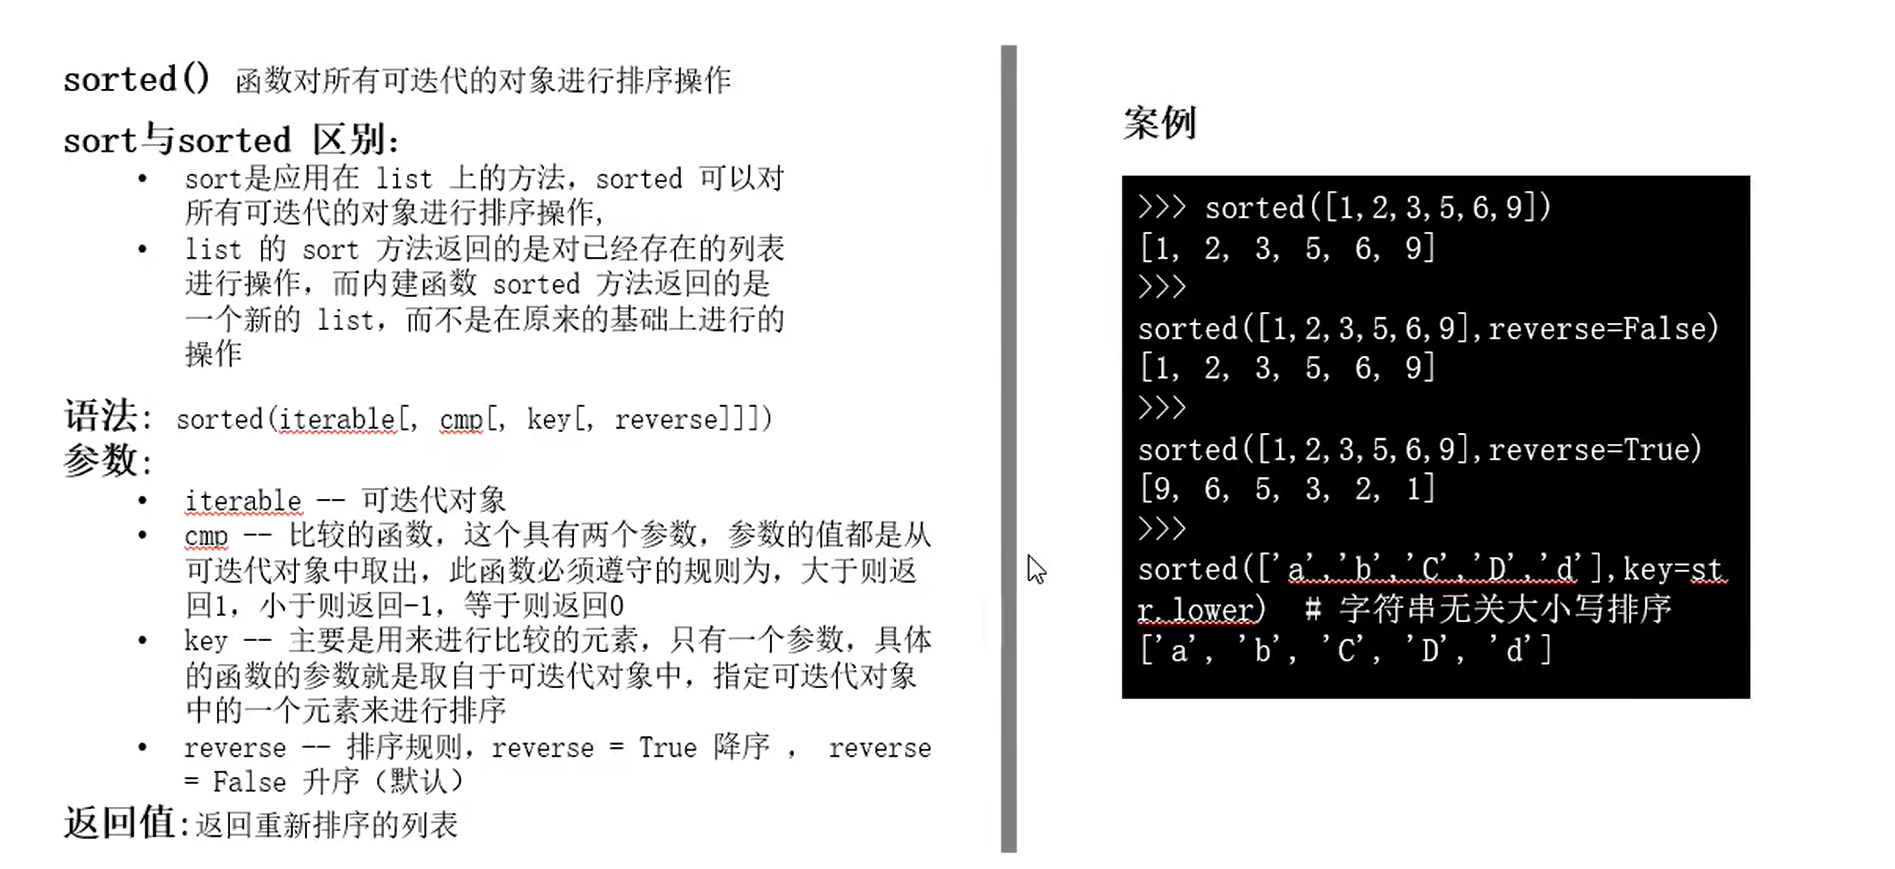 sorted() 函数对所有可迭代的对象进行排序操作
sort与sorted 区别:
• sort是应用在 list 上的方法，sorted 可以对
所有可迭代的对象进行排序操作，
• list 的 sort 方法返回的是对已经存在的列表
进行操作，而内建函数 sorted 方法返回的是
一个新的 list，而不是在原来的基础上进行的
操作
语法: sorted(iterable[, cmp[, key[, reverse]]])
参数:
• iterable -- 可迭代对象
• cmp -- 比较的函数，这个具有两个参数，参数的值都是从
可迭代对象中取出，此函数必须遵守的规则为，大于则返
回1，小于则返回-1，等于则返回0
• key -- 主要是用来进行比较的元素，只有一个参数，具体
的函数的参数就是取自于可迭代对象中，指定可迭代对象
中的一个元素来进行排序
• reverse -- 排序规则，reverse = True 降序 ， reverse
= False 升序（默认）
返回值:返回重新排序的列表
案例
>>> sorted([1,2,3,5,6,9])
[1, 2, 3, 5, 6, 9]
>>>
sorted([1,2,3,5,6,9],reverse=False)
[1, 2, 3, 5, 6, 9]
>>>
sorted([1,2,3,5,6,9],reverse=True)
[9, 6, 5, 3, 2, 1]
>>>
sorted(['a','b','C','D','d'],key=st
r.lower) # 字符串无关大小写排序
['a', 'b', 'C', 'D', 'd']